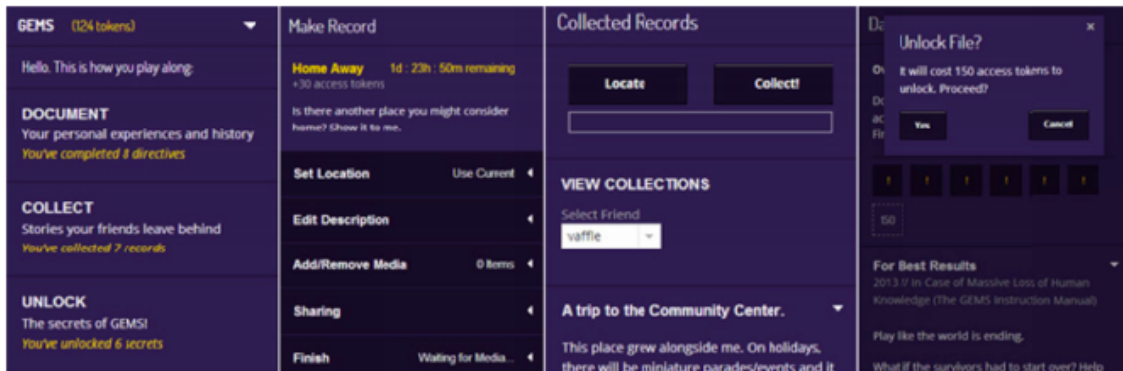 GEMS (124 tokens)
Hello. This is how you play along:
DOCUMENT
Your personal experiences and history
You've completed 8 directives
COLLECT
Stories your friends leave behind
You've collected 7 records
UNLOCK
The secrets of GEMS!
You've unlocked 6 secrets
Make Record
Home Away 1d : 23h : 50m remaining
+30 access tokens
Is there another place you might consider
home? Show it to me.
Set Location Use Current
Edit Description
Add/Remove Media 0 Items
Sharing
Finish Waiting for Media...
Collected Records
Locate Collect!
VIEW COLLECTIONS
Select Friend
vaffle
A trip to the Community Center.
This place grew alongside me. On holidays,
there will be miniature parades/events and it
Da
Unlock File? ×
It will cost 150 access tokens to
unlock. Proceed?
Yes Cancel
Ov
Do
ac
Fir
! ! ! ! ! !
150
For Best Results
2013 // In Case of Massive Loss of Human
Knowledge (The GEMS Instruction Manual)
Play like the world is ending.
What if the survivors had to start over? Help